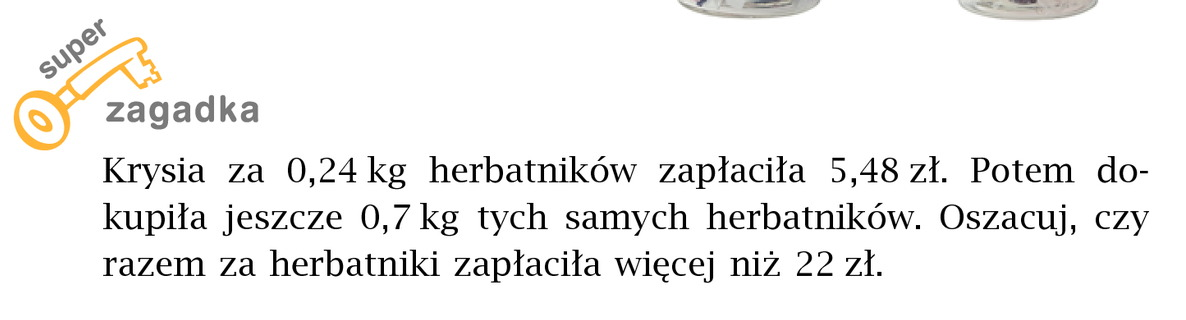 super
zagadka
Krysia za 0,24 kg herbatników zapłaciła 5,48 zł. Potem do-
kupiła jeszcze 0,7 kg tych samych herbatników. Oszacuj, czy
razem za herbatniki zapłaciła więcej niż 22 zł.